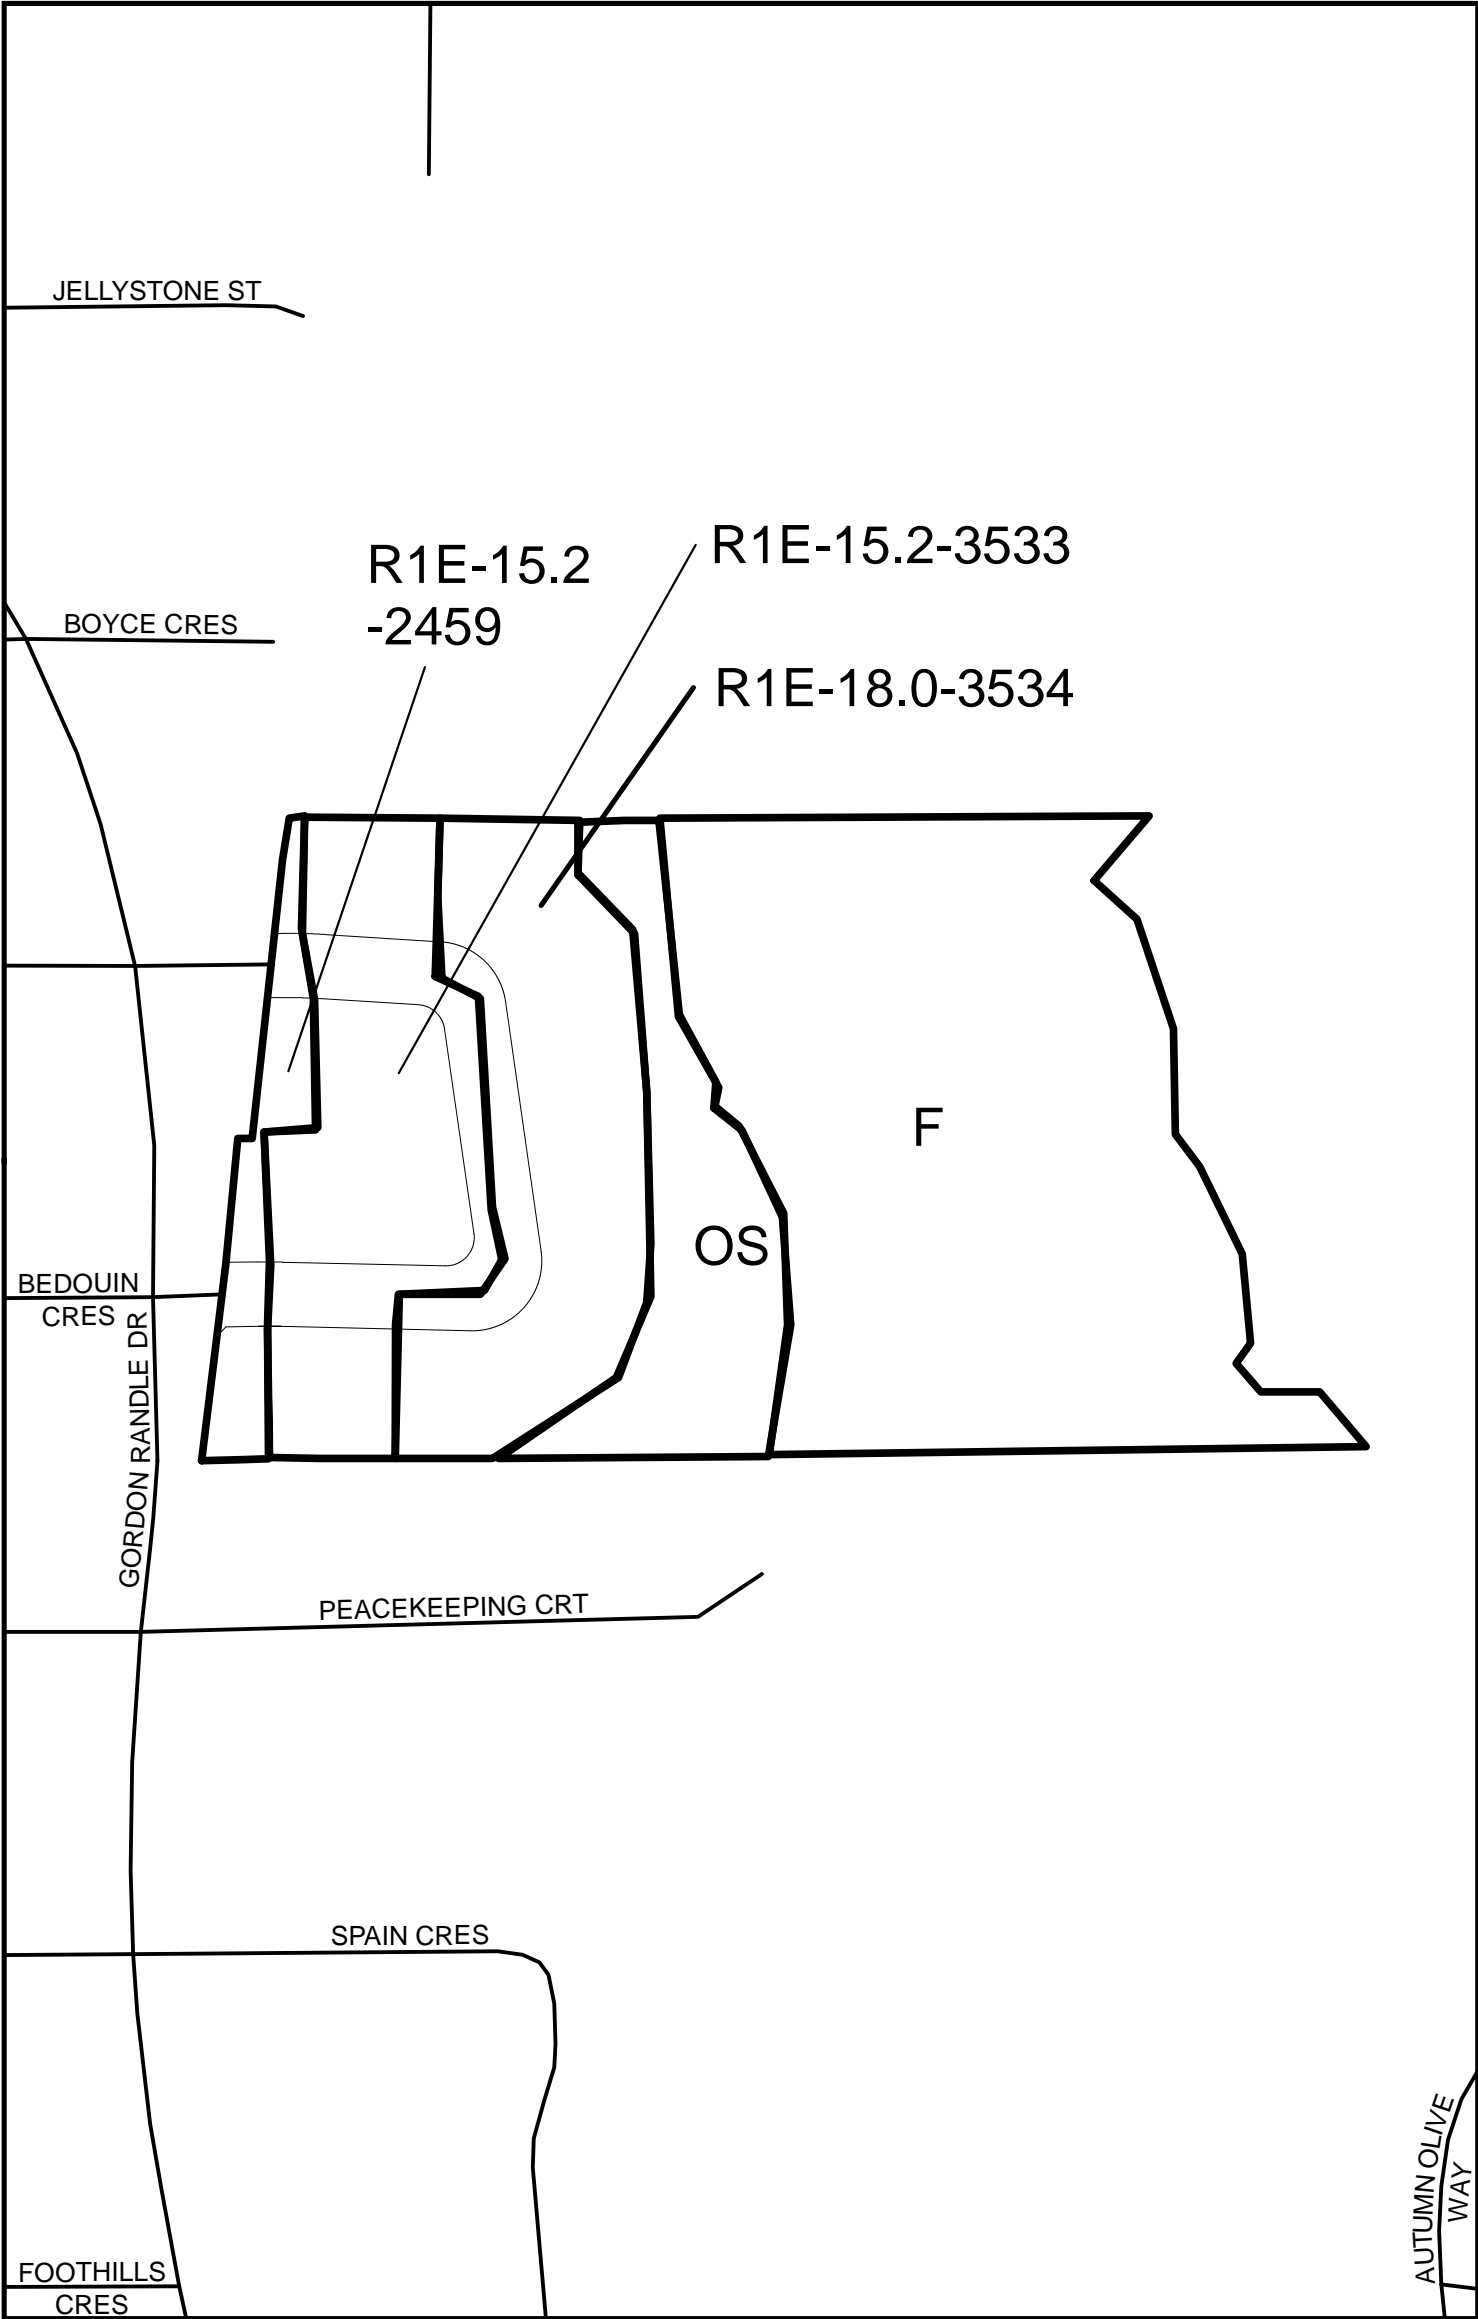 JELLYSTONE ST
R1E-15.2-3533
R1E-15.2
-2459
BOYCE CRES
R1E-18.0-3534
F
OS
BEDOUIN
CRES
GORDON RANDLE DR
PEACEKEEPING CRT
SPAIN CRES
AUTUMN OLIVE
WAY
FOOTHILLS
CRES